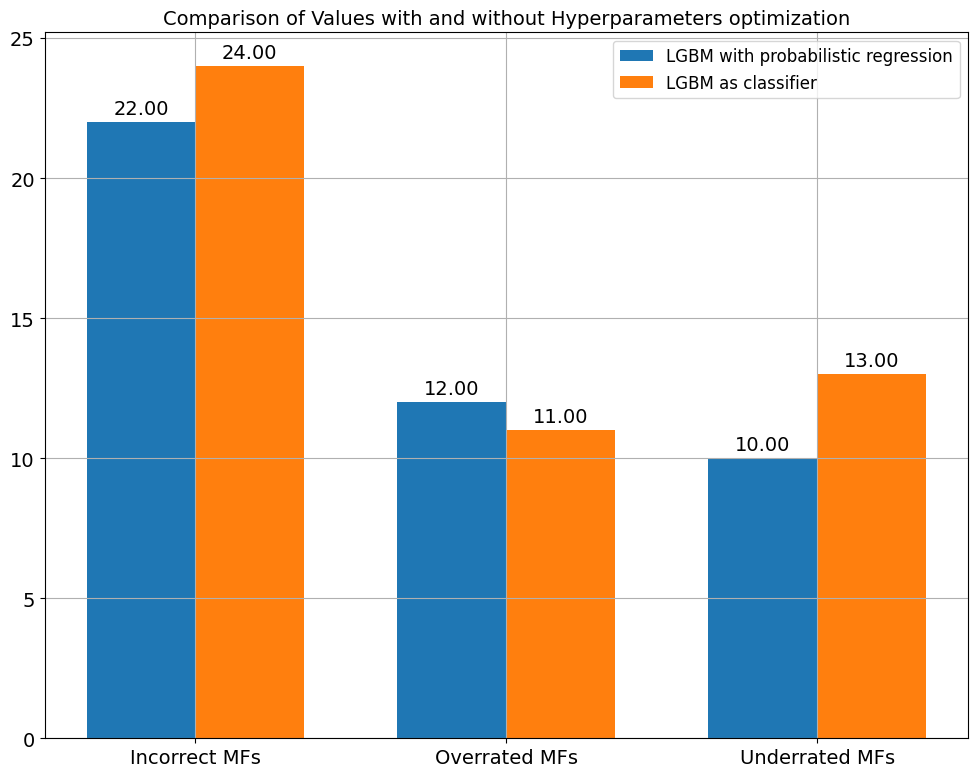 Comparison of Values with and without Hyperparameters optimization
LGBM with probabilistic regression
LGBM as classifier
25
20
15
10
5
0
22.00
24.00
12.00
11.00
10.00
13.00
Incorrect MFs
Overrated MFs
Underrated MFs